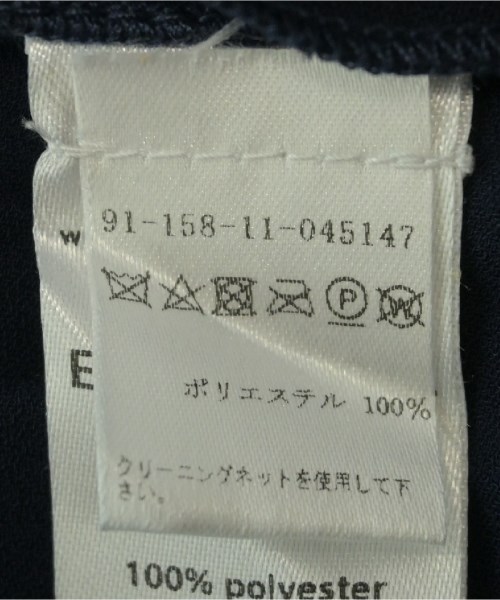 91-158-11-045147
W
P W
E
ポリエステル 100%
クリーニングネットを使用して下
さい。
100% polyester